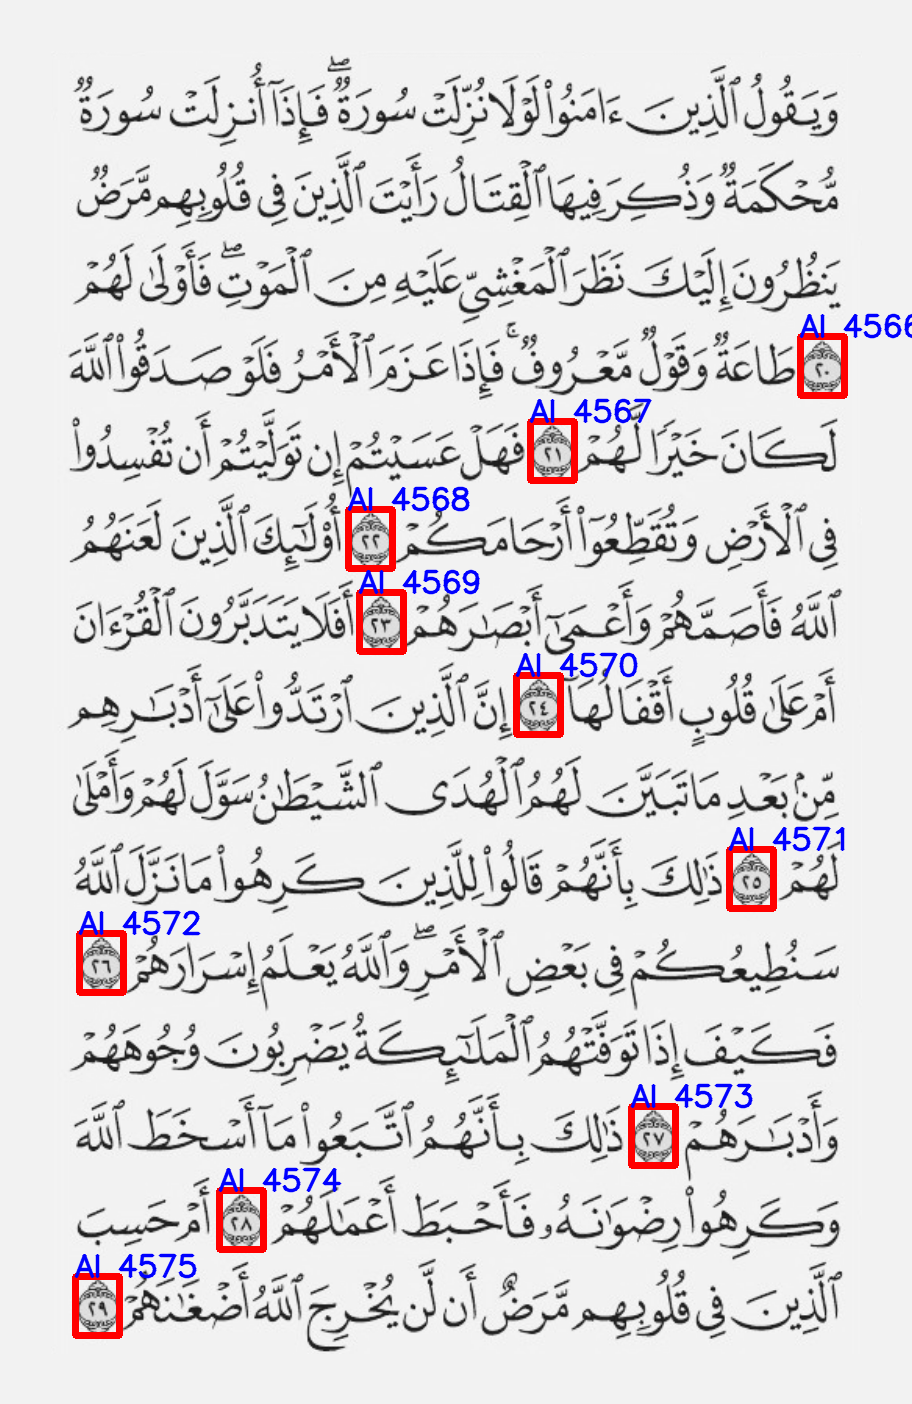 وَيَقُولُ ٱلَّذِينَ ءَامَنُوا۟ لَوْلَا نُزِّلَتْ سُورَةٌ ۖ فَإِذَآ أُنزِلَتْ سُورَةٌ
مُّحْكَمَةٌ وَذُكِرَ فِيهَا ٱلْقِتَالُ رَأَيْتَ ٱلَّذِينَ فِى قُلُوبِهِم مَّرَضٌ
يَنظُرُونَ إِلَيْكَ نَظَرَ ٱلْمَغْشِىِّ عَلَيْهِ مِنَ ٱلْمَوْتِ ۖ فَأَوْلَىٰ لَهُمْ
AI 4566
٢٠ طَاعَةٌ وَقَوْلٌ مَّعْرُوفٌ ۚ فَإِذَا عَزَمَ ٱلْأَمْرُ فَلَوْ صَدَقُوا۟ ٱللَّهَ
AI 4567
لَكَانَ خَيْرًا لَّهُمْ ٢١ فَهَلْ عَسَيْتُمْ إِن تَوَلَّيْتُمْ أَن تُفْسِدُوا۟
AI 4568
فِى ٱلْأَرْضِ وَتُقَطِّعُوٓا۟ أَرْحَامَكُمْ ٢٢ أُو۟لَـٰٓئِكَ ٱلَّذِينَ لَعَنَهُمُ
AI 4569
ٱللَّهُ فَأَصَمَّهُمْ وَأَعْمَىٰٓ أَبْصَـٰرَهُمْ ٢٣ أَفَلَا يَتَدَبَّرُونَ ٱلْقُرْءَانَ
AI 4570
أَمْ عَلَىٰ قُلُوبٍ أَقْفَالُهَآ ٢٤ إِنَّ ٱلَّذِينَ ٱرْتَدُّوا۟ عَلَىٰٓ أَدْبَـٰرِهِم
مِّنۢ بَعْدِ مَا تَبَيَّنَ لَهُمُ ٱلْهُدَى ٱلشَّيْطَـٰنُ سَوَّلَ لَهُمْ وَأَمْلَىٰ
AI 4571
لَهُمْ ٢٥ ذَٰلِكَ بِأَنَّهُمْ قَالُوا۟ لِلَّذِينَ كَرِهُوا۟ مَا نَزَّلَ ٱللَّهُ
AI 4572
سَنُطِيعُكُمْ فِى بَعْضِ ٱلْأَمْرِ ۖ وَٱللَّهُ يَعْلَمُ إِسْرَارَهُمْ ٢٦
فَكَيْفَ إِذَا تَوَفَّتْهُمُ ٱلْمَلَـٰٓئِكَةُ يَضْرِبُونَ وُجُوهَهُمْ
AI 4573
وَأَدْبَـٰرَهُمْ ٢٧ ذَٰلِكَ بِأَنَّهُمُ ٱتَّبَعُوا۟ مَآ أَسْخَطَ ٱللَّهَ
AI 4574
وَكَرِهُوا۟ رِضْوَٰنَهُۥ فَأَحْبَطَ أَعْمَـٰلَهُمْ ٢٨ أَمْ حَسِبَ
AI 4575
ٱلَّذِينَ فِى قُلُوبِهِم مَّرَضٌ أَن لَّن يُخْرِجَ ٱللَّهُ أَضْغَـٰنَهُمْ ٢٩